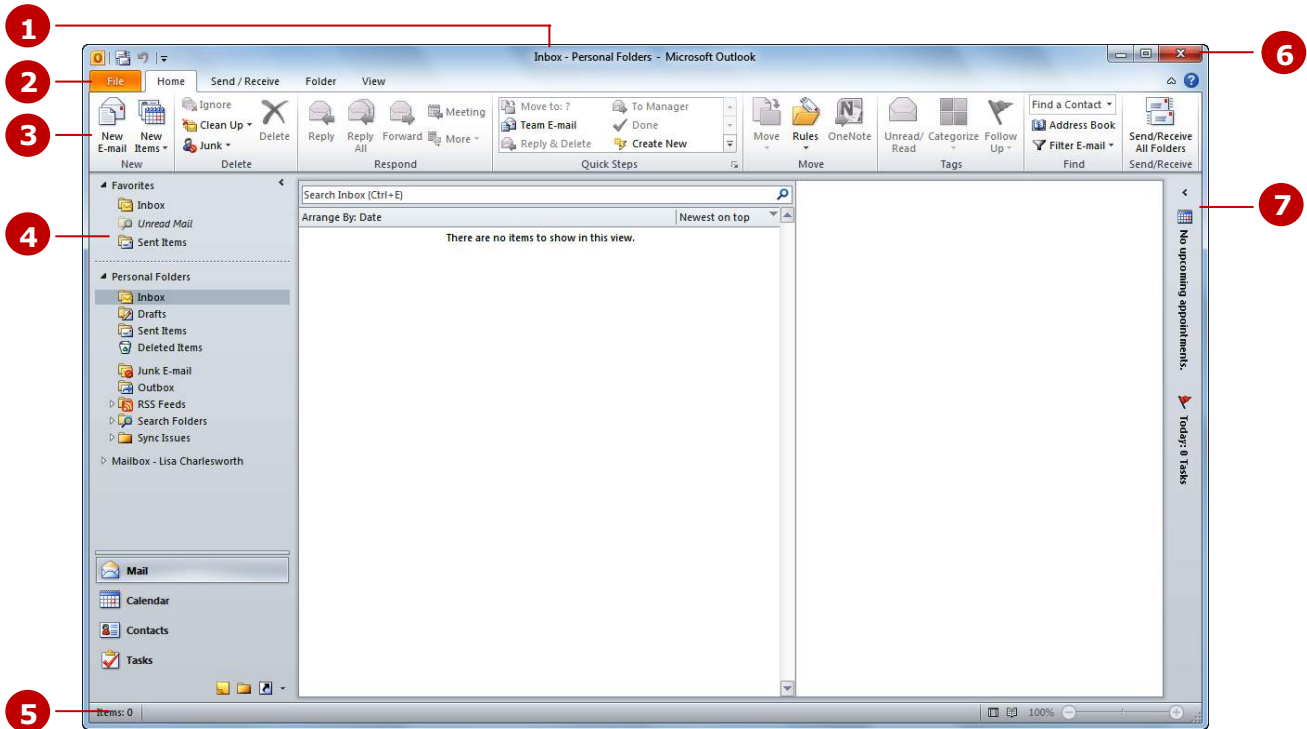 1
Inbox - Personal Folders - Microsoft Outlook
6
2
File Home Send / Receive Folder View
3
New E-mail
New Items
New
Ignore
Clean Up
Junk
Delete
Delete
Reply
Reply All
Forward
Meeting
More
Respond
Move to: ?
Team E-mail
Reply & Delete
To Manager
Done
Create New
Quick Steps
Move
Rules
OneNote
Move
Unread/ Read
Categorize
Follow Up
Tags
Find a Contact
Address Book
Filter E-mail
Find
Send/Receive All Folders
Send/Receive
4
Favorites
Inbox
Unread Mail
Sent Items
Personal Folders
Inbox
Drafts
Sent Items
Deleted Items
Junk E-mail
Outbox
RSS Feeds
Search Folders
Sync Issues
Mailbox - Lisa Charlesworth
Mail
Calendar
Contacts
Tasks
Search Inbox (Ctrl+E)
Arrange By: Date Newest on top
There are no items to show in this view.
7
No upcoming appointments.
Today: 0 Tasks
5
Items: 0
100%